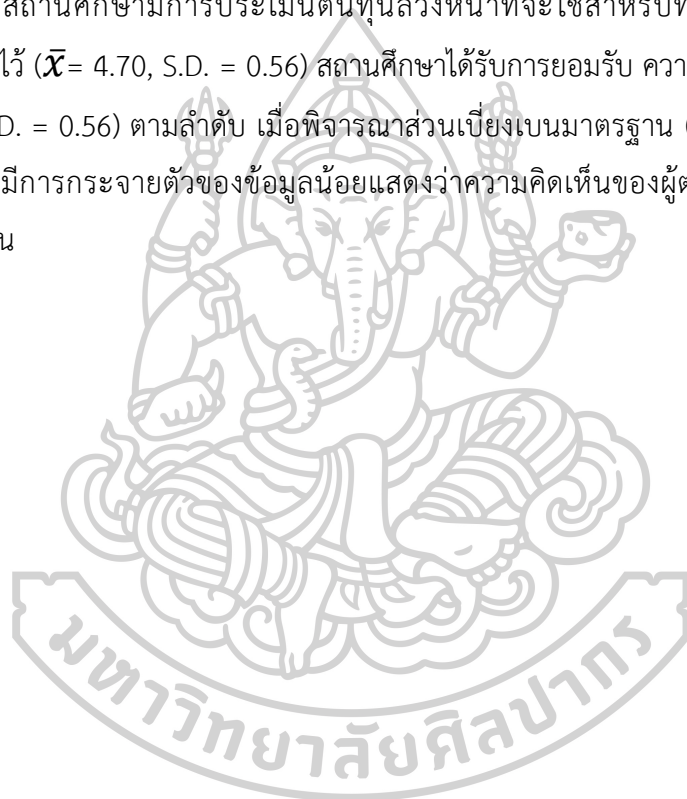 สถานศึกษามีการประเมินต้นทุนล่วงหน้าที่จะใช้สำหรับท
ไว้ (x̄= 4.70, S.D. = 0.56) สถานศึกษาได้รับการยอมรับ ควา
D. = 0.56) ตามลำดับ เมื่อพิจารณาส่วนเบี่ยงเบนมาตรฐาน (
มีการกระจายตัวของข้อมูลน้อยแสดงว่าความคิดเห็นของผู้ต
น
มหาวิทยาลัยศิลปากร